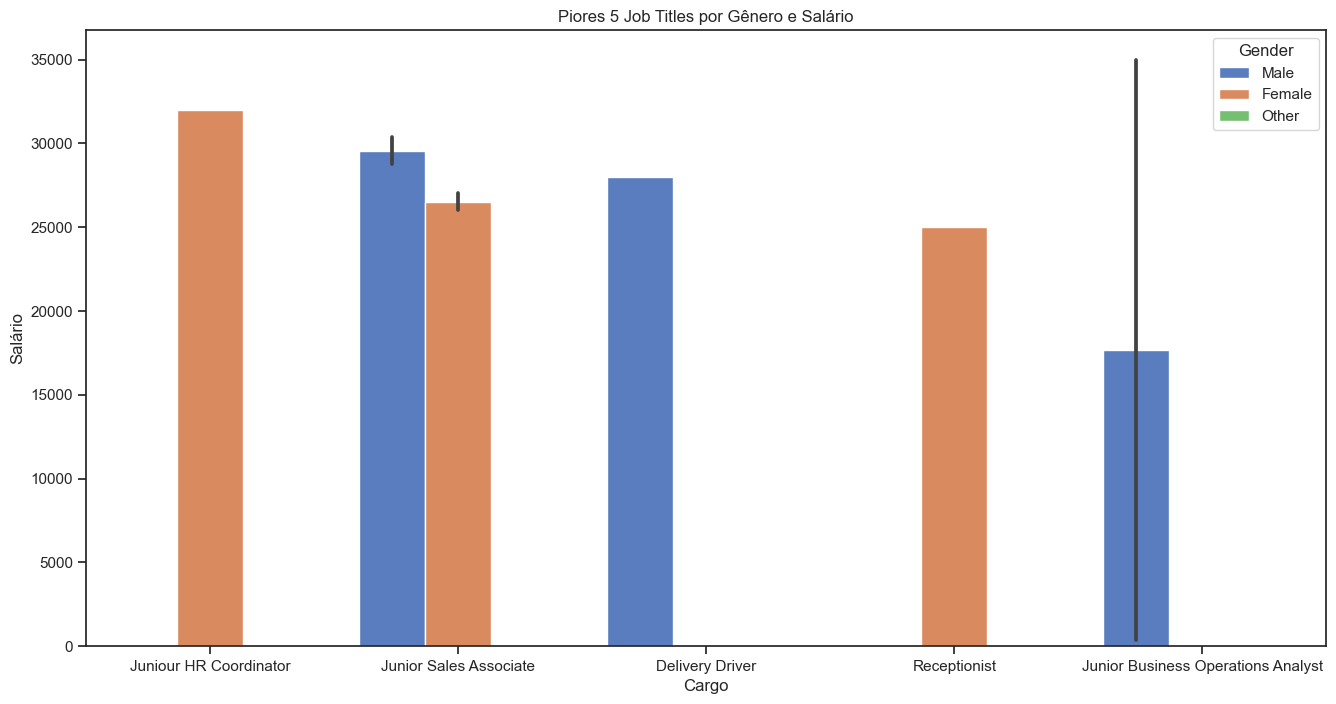 Piores 5 Job Titles por Gênero e Salário
Gender
Male
Female
Other
Salário
35000
30000
25000
20000
15000
10000
5000
0
Juniour HR Coordinator
Junior Sales Associate
Delivery Driver
Receptionist
Junior Business Operations Analyst
Cargo